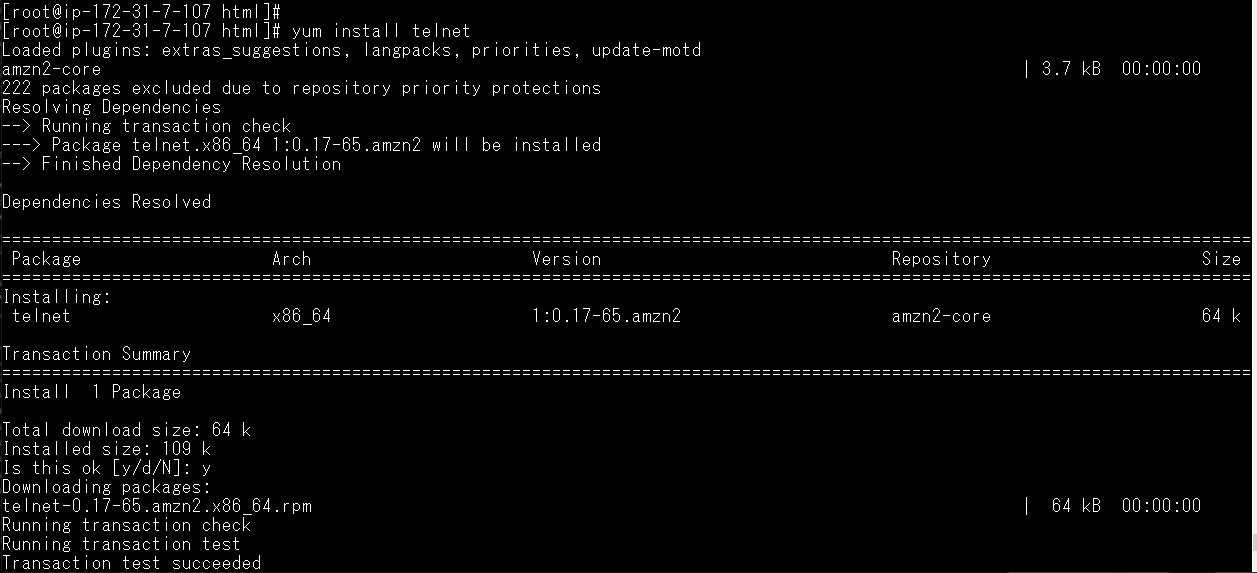 [root@ip-172-31-7-107 html]#
[root@ip-172-31-7-107 html]# yum install telnet
Loaded plugins: extras_suggestions, langpacks, priorities, update-motd
amzn2-core | 3.7 kB 00:00:00
222 packages excluded due to repository priority protections
Resolving Dependencies
--> Running transaction check
---> Package telnet.x86_64 1:0.17-65.amzn2 will be installed
--> Finished Dependency Resolution
Dependencies Resolved
================================================================================
Package Arch Version Repository Size
================================================================================
Installing:
telnet x86_64 1:0.17-65.amzn2 amzn2-core 64 k
Transaction Summary
================================================================================
Install 1 Package
Total download size: 64 k
Installed size: 109 k
Is this ok [y/d/N]: y
Downloading packages:
telnet-0.17-65.amzn2.x86_64.rpm | 64 kB 00:00:00
Running transaction check
Running transaction test
Transaction test succeeded